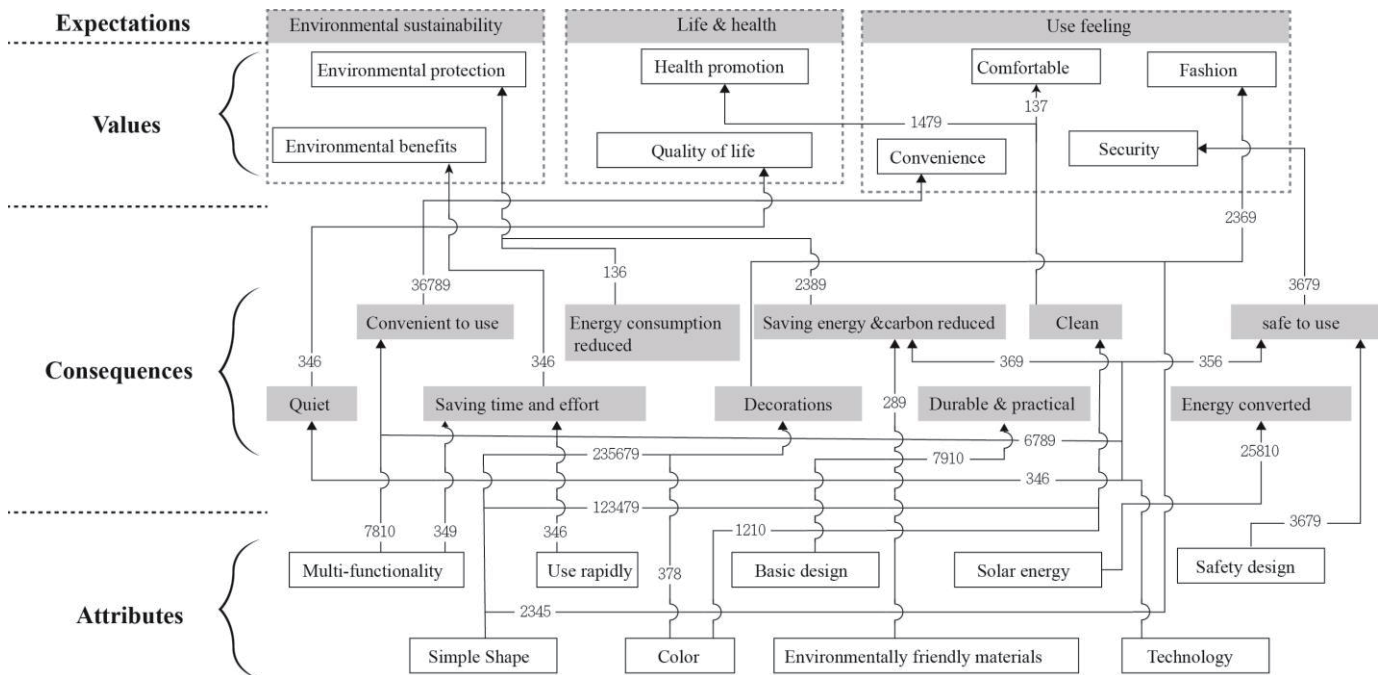 Expectations
Environmental sustainability
Life & health
Use feeling
Environmental protection
Health promotion
Comfortable
Fashion
137
1479
Values
Environmental benefits
Quality of life
Convenience
Security
2369
136
36789
2389
3679
Convenient to use
Energy consumption
reduced
Saving energy &carbon reduced
Clean
safe to use
346
346
369
356
Consequences
Quiet
Saving time and effort
Decorations
289
Durable & practical
Energy converted
235679
6789
7910
25810
346
123479
7810
349
346
1210
3679
Multi-functionality
Use rapidly
378
Basic design
Solar energy
Safety design
Attributes
2345
Simple Shape
Color
Environmentally friendly materials
Technology